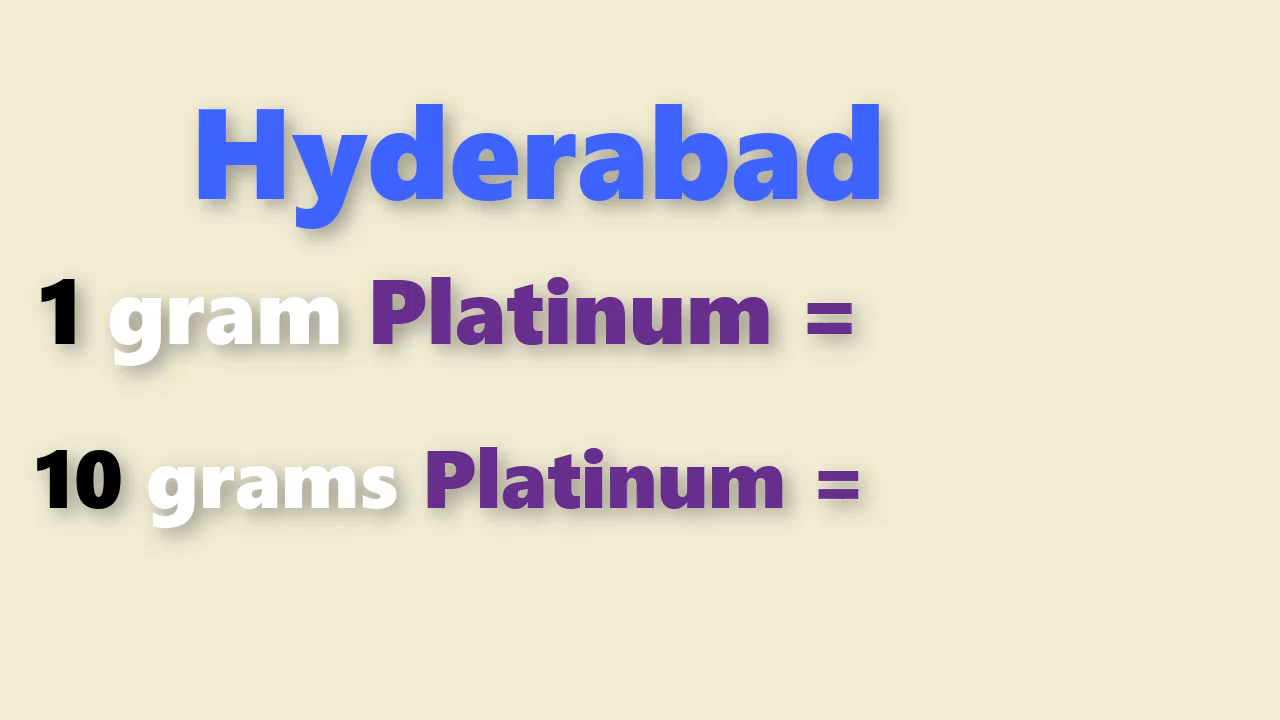 Hyderabad
1 gram Platinum =
10 grams Platinum =